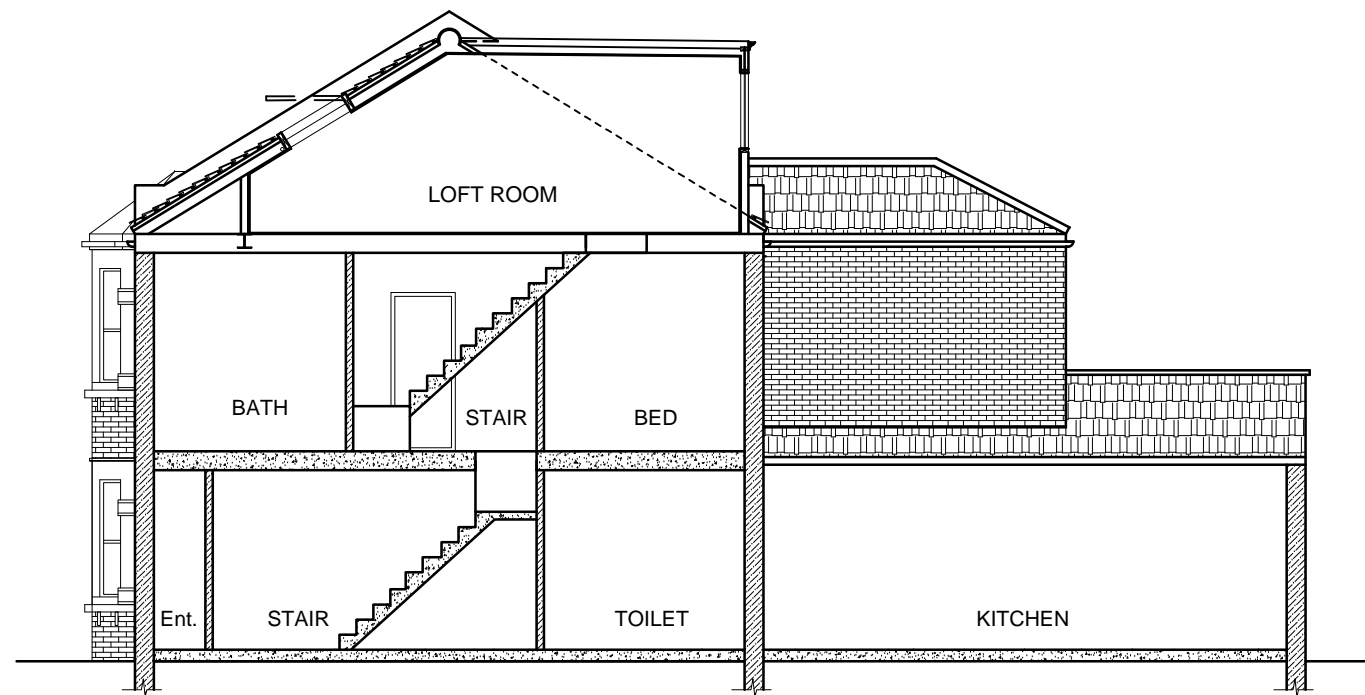 LOFT ROOM
BATH
STAIR
BED
Ent.
STAIR
TOILET
KITCHEN